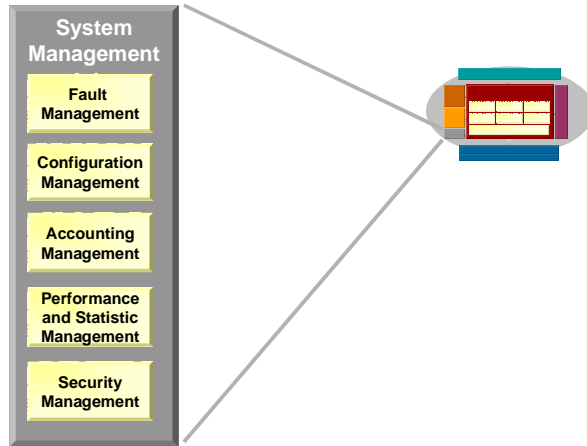 System
Management
Fault
Management
Configuration
Management
Accounting
Management
Performance
and Statistic
Management
Security
Management